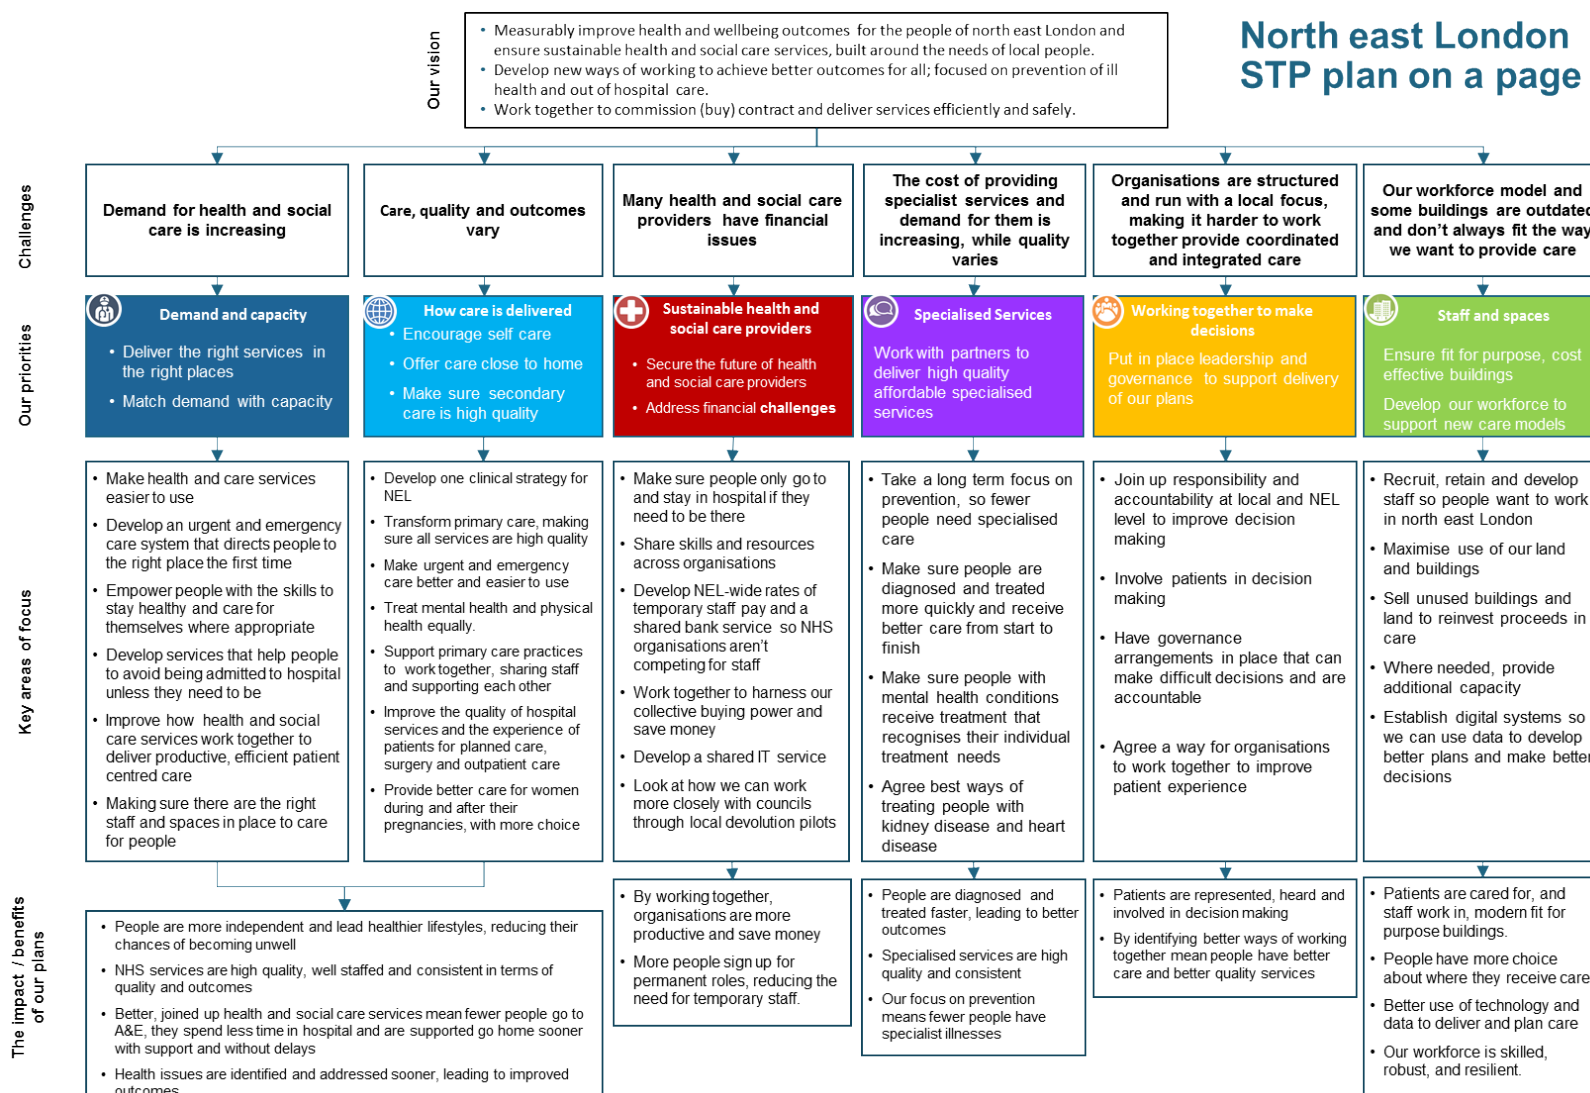 North east London
STP plan on a page
Our vision
• Measurably improve health and wellbeing outcomes for the people of north east London and
ensure sustainable health and social care services, built around the needs of local people.
• Develop new ways of working to achieve better outcomes for all; focused on prevention of ill
health and out of hospital care.
• Work together to commission (buy) contract and deliver services efficiently and safely.
Challenges
Demand for health and social
care is increasing
Care, quality and outcomes
vary
Many health and social care
providers have financial
issues
The cost of providing
specialist services and
demand for them is
increasing, while quality
varies
Organisations are structured
and run with a local focus,
making it harder to work
together provide coordinated
and integrated care
Our workforce model and
some buildings are outdated
and don't always fit the way
we want to provide care
Our priorities
Demand and capacity
• Deliver the right services in
the right places
• Match demand with capacity
How care is delivered
• Encourage self care
• Offer care close to home
• Make sure secondary
care is high quality
Sustainable health and
social care providers
• Secure the future of health
and social care providers
• Address financial challenges
Specialised Services
Work with partners to
deliver high quality
affordable specialised
services
Working together to make
decisions
Put in place leadership and
governance to support delivery
of our plans
Staff and spaces
Ensure fit for purpose, cost
effective buildings
Develop our workforce to
support new care models
Key areas of focus
• Make health and care services
easier to use
• Develop an urgent and emergency
care system that directs people to
the right place the first time
• Empower people with the skills to
stay healthy and care for
themselves where appropriate
• Develop services that help people
to avoid being admitted to hospital
unless they need to be
• Improve how health and social
care services work together to
deliver productive, efficient patient
centred care
• Making sure there are the right
staff and spaces in place to care
for people
• Develop one clinical strategy for
NEL
• Transform primary care, making
sure all services are high quality
• Make urgent and emergency
care better and easier to use
• Treat mental health and physical
health equally.
• Support primary care practices
to work together, sharing staff
and supporting each other
• Improve the quality of hospital
services and the experience of
patients for planned care,
surgery and outpatient care
• Provide better care for women
during and after their
pregnancies, with more choice
• Make sure people only go to
and stay in hospital if they
need to be there
• Share skills and resources
across organisations
• Develop NEL-wide rates of
temporary staff pay and a
shared bank service so NHS
organisations aren't
competing for staff
• Work together to harness our
collective buying power and
save money
• Develop a shared IT service
• Look at how we can work
more closely with councils
through local devolution pilots
• Take a long term focus on
prevention, so fewer
people need specialised
care
• Make sure people are
diagnosed and treated
more quickly and receive
better care from start to
finish
• Make sure people with
mental health conditions
receive treatment that
recognises their individual
treatment needs
• Agree best ways of
treating people with
kidney disease and heart
disease
• Join up responsibility and
accountability at local and NEL
level to improve decision
making
• Involve patients in decision
making
• Have governance
arrangements in place that can
make difficult decisions and are
accountable
• Agree a way for organisations
to work together to improve
patient experience
• Recruit, retain and develop
staff so people want to work
in north east London
• Maximise use of our land
and buildings
• Sell unused buildings and
land to reinvest proceeds in
care
• Where needed, provide
additional capacity
• Establish digital systems so
we can use data to develop
better plans and make better
decisions
The impact / benefits
of our plans
• People are more independent and lead healthier lifestyles, reducing their
chances of becoming unwell
• NHS services are high quality, well staffed and consistent in terms of
quality and outcomes
• Better, joined up health and social care services mean fewer people go to
A&E, they spend less time in hospital and are supported go home sooner
with support and without delays
• Health issues are identified and addressed sooner, leading to improved
outcomes
• By working together,
organisations are more
productive and save money
• More people sign up for
permanent roles, reducing the
need for temporary staff.
• People are diagnosed and
treated faster, leading to better
outcomes
• Specialised services are high
quality and consistent
• Our focus on prevention
means fewer people have
specialist illnesses
• Patients are represented, heard and
involved in decision making
• By identifying better ways of working
together mean people have better
care and better quality services
• Patients are cared for, and
staff work in, modern fit for
purpose buildings.
• People have more choice
about where they receive care
• Better use of technology and
data to deliver and plan care
• Our workforce is skilled,
robust, and resilient.